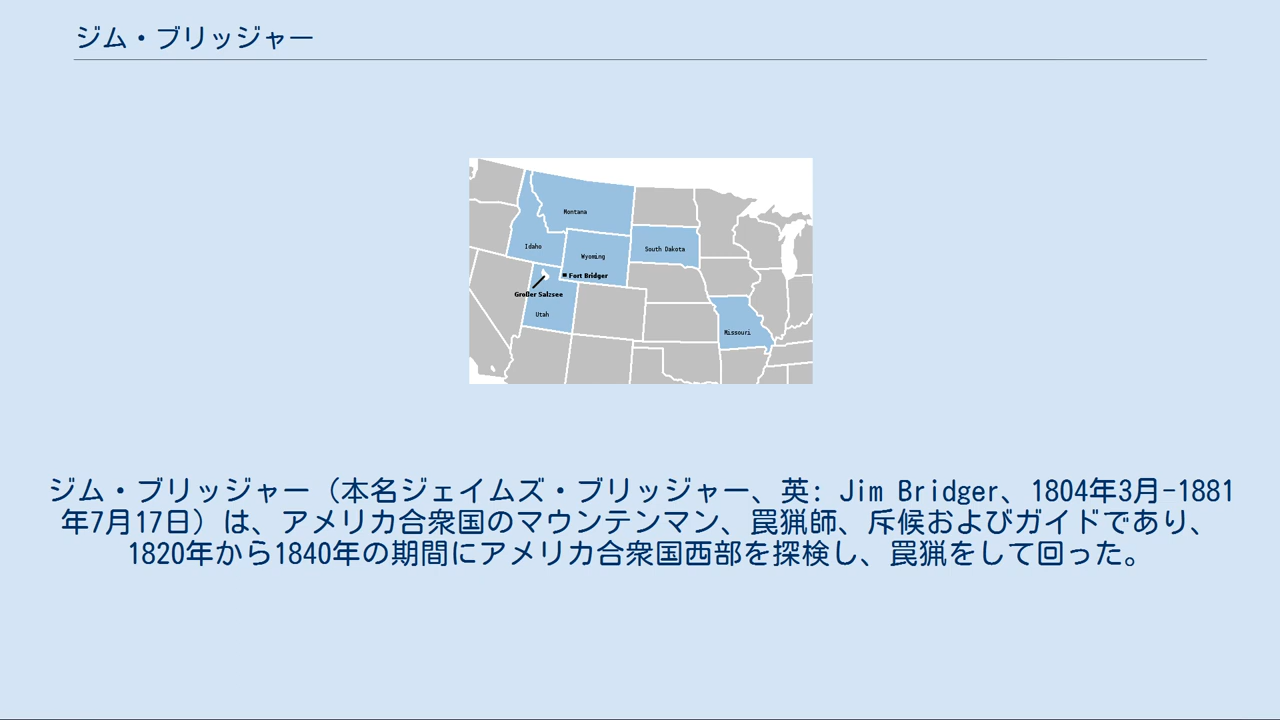 ジム・ブリッジャー
Montana
Idaho
Wyoming
South Dakota
Fort Bridger
Großer Salzsee
Utah
Missouri
ジム・ブリッジャー（本名ジェイムズ・ブリッジャー、英: Jim Bridger、1804年3月-1881
年7月17日）は、アメリカ合衆国のマウンテンマン、罠猟師、斥候およびガイドであり、
1820年から1840年の期間にアメリカ合衆国西部を探検し、罠猟をして回った。